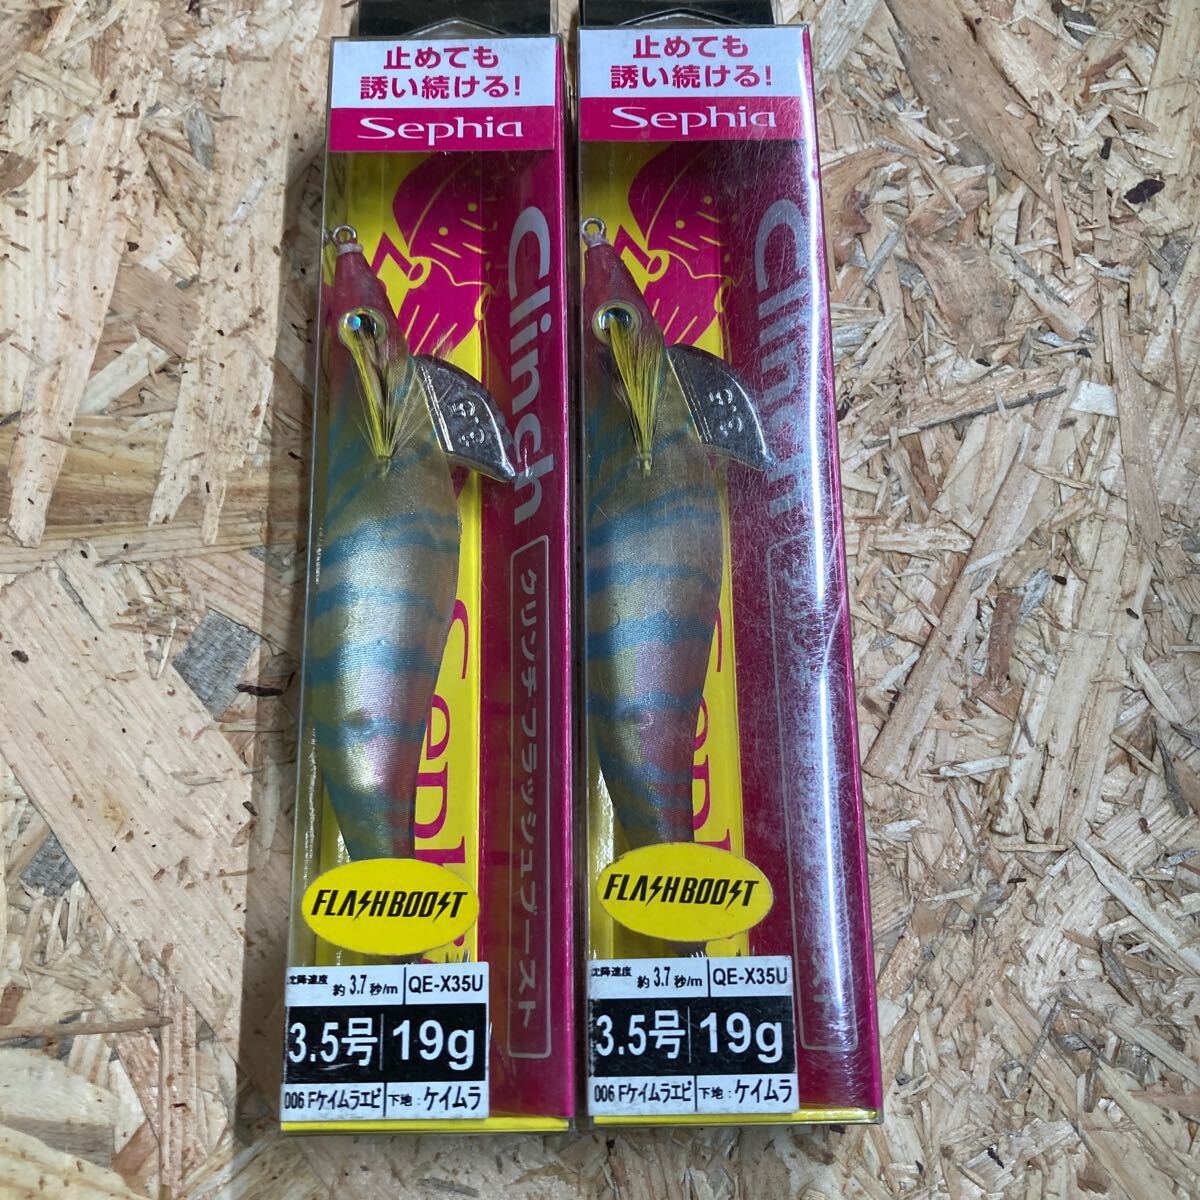 止めても
誘い続ける!
Sephia
Clinch
クリンチ フラッシュブースト
3.5
FLASHBOOST
沈降速度 約3.7秒/m QE-X35U
3.5号 19g
006 Fケイムラエビ 下地:ケイムラ
止めても
誘い続ける!
Sephia
Clinch
3.5
FLASHBOOST
沈降速度 約3.7秒/m QE-X35U
3.5号 19g
006 Fケイムラエビ 下地:ケイムラ